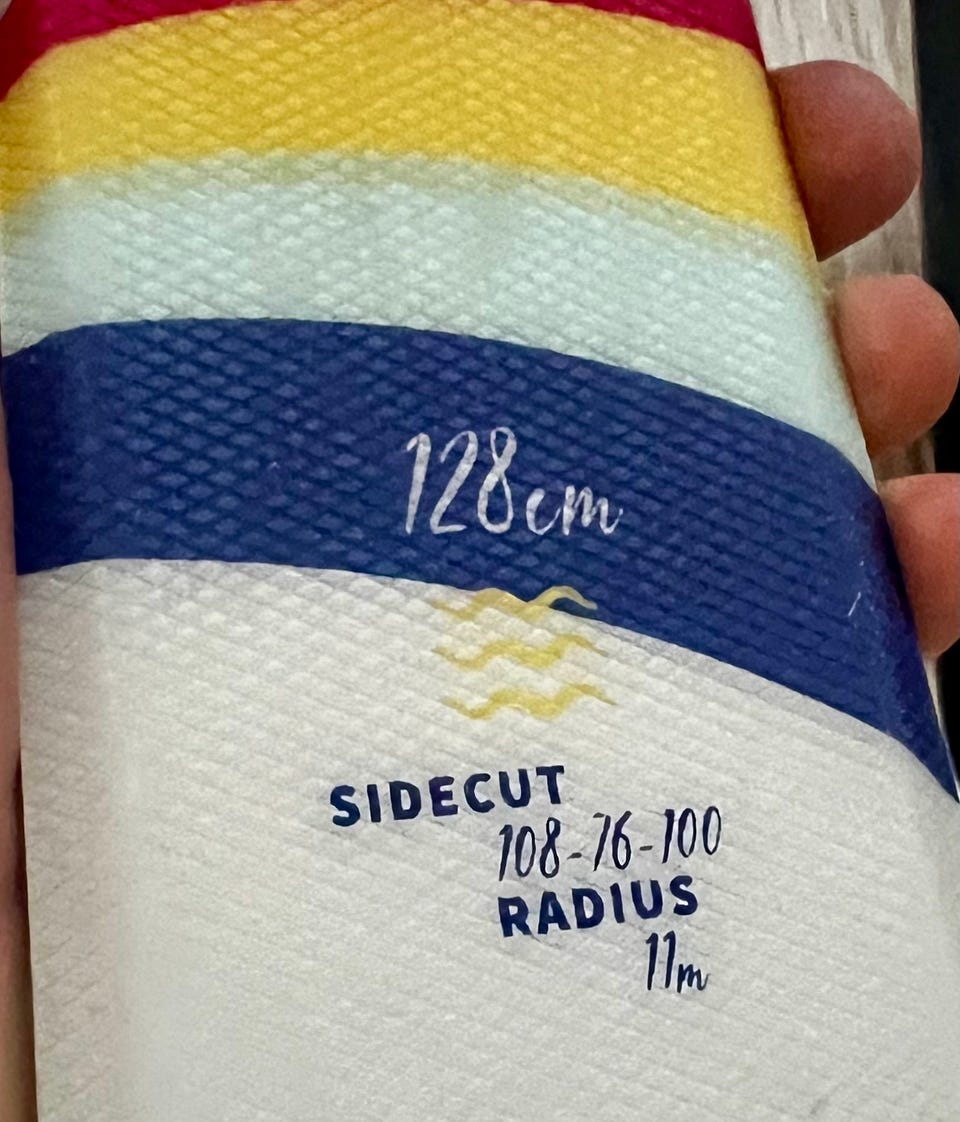 128cm
SIDECUT
108-76-100
RADIUS
11m